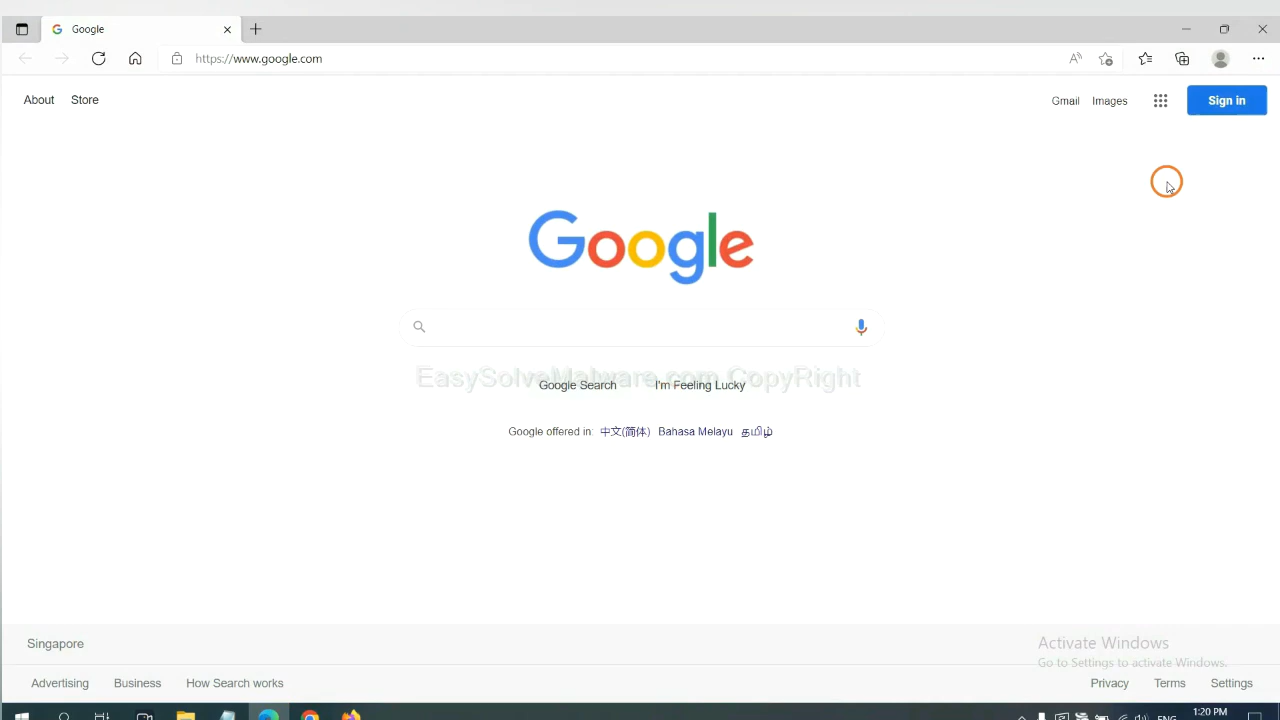 Google
https://www.google.com
About Store
Gmail Images Sign in
Google
EasySolveMalware.com CopyRight
Google Search I'm Feeling Lucky
Google offered in: 中文(简体) Bahasa Melayu தமிழ்
Singapore
Activate Windows
Go to Settings to activate Windows.
Advertising Business How Search works
Privacy Terms Settings
ENG 1:20 PM